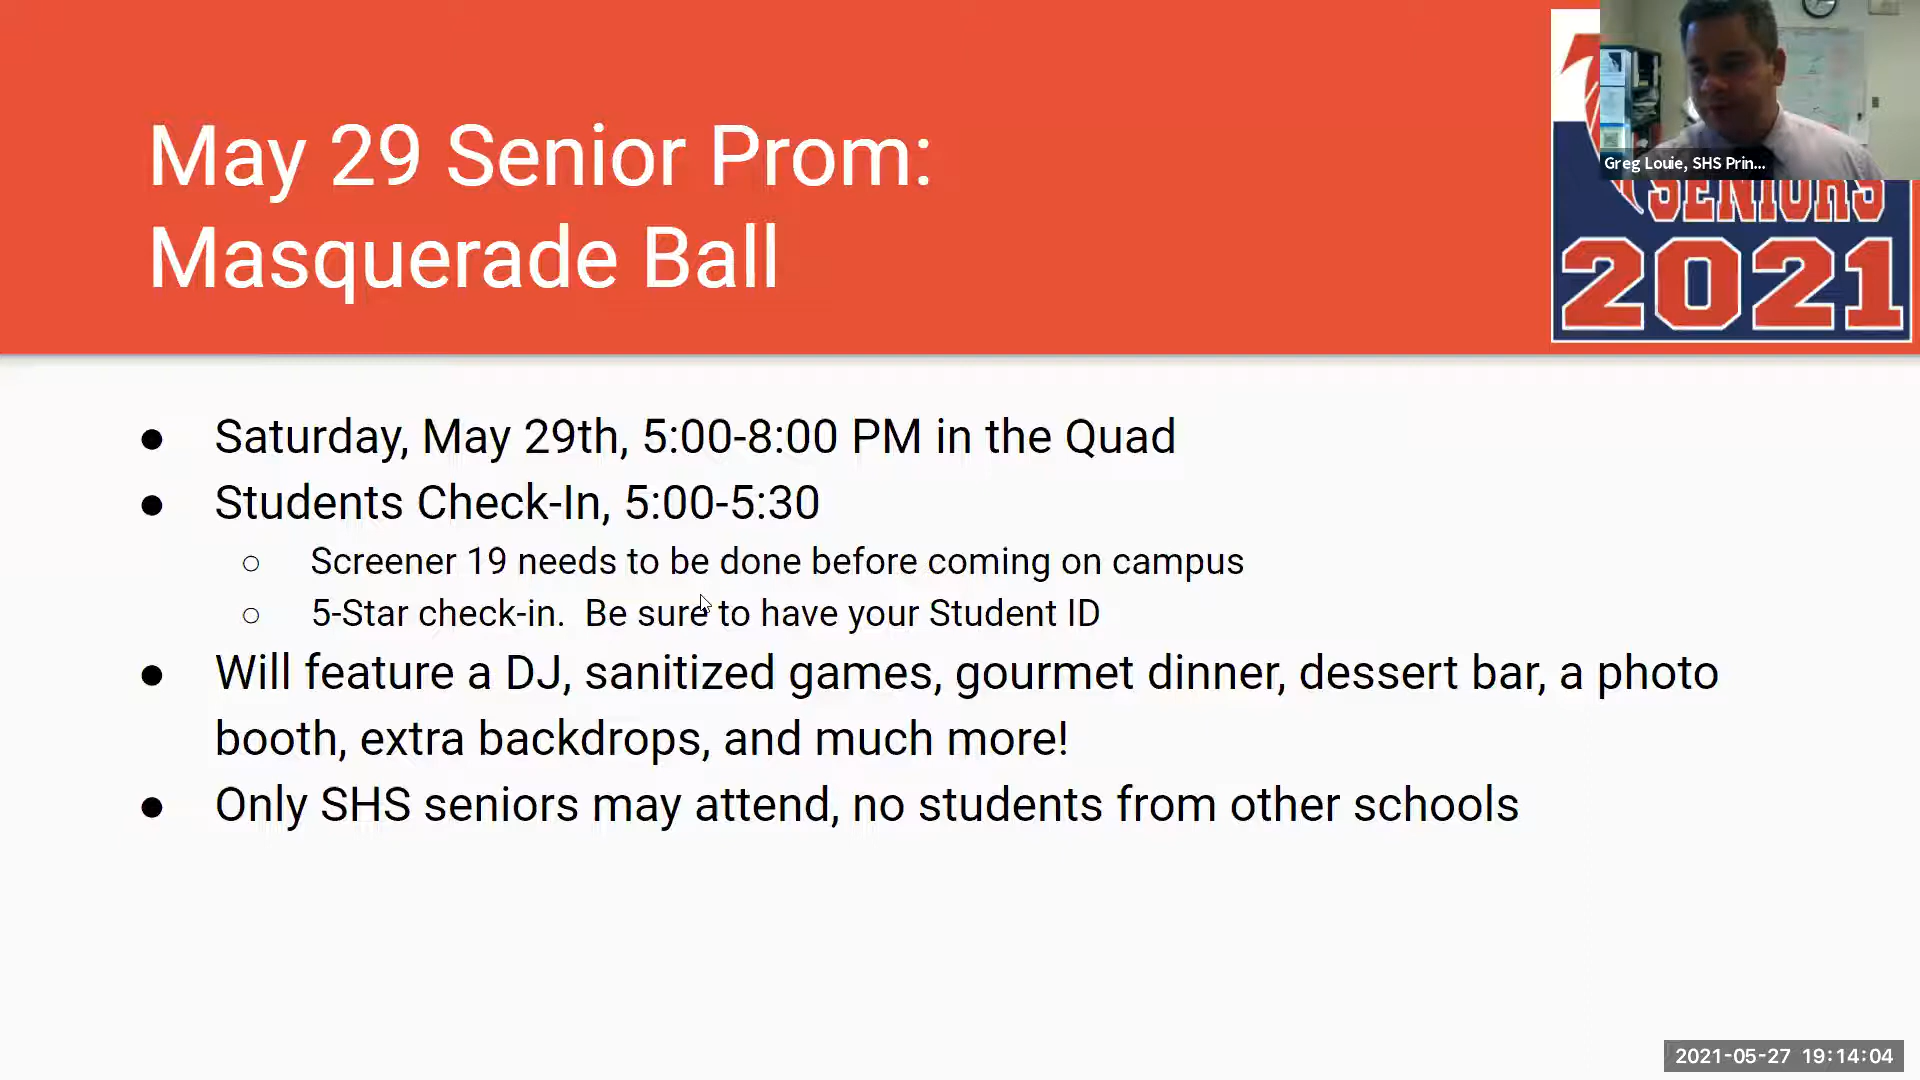 May 29 Senior Prom:
Masquerade Ball
Greg Louie, SHS Prin...
SENIORS
2021
● Saturday, May 29th, 5:00-8:00 PM in the Quad
● Students Check-In, 5:00-5:30
○ Screener 19 needs to be done before coming on campus
○ 5-Star check-in.  Be sure to have your Student ID
● Will feature a DJ, sanitized games, gourmet dinner, dessert bar, a photo
booth, extra backdrops, and much more!
● Only SHS seniors may attend, no students from other schools
2021-05-27 19:14:04